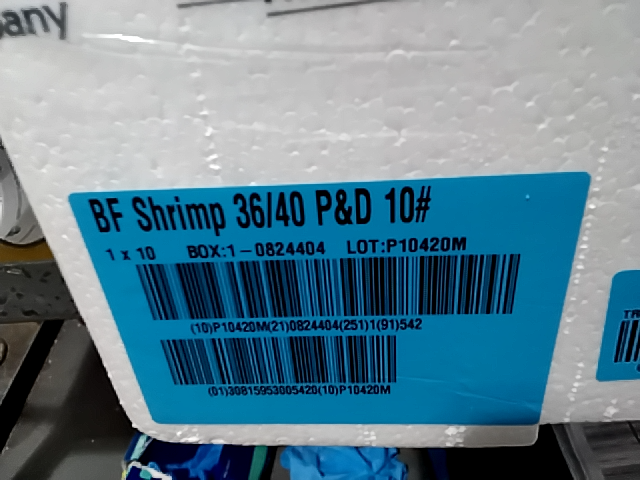 BF Shrimp 36/40 P&D 10#
1 x 10 BOX:1-0824404 LOT:P10420M
(10)P10420M(21)0824404(251)1(91)542
(01)30815953005420(10)P10420M